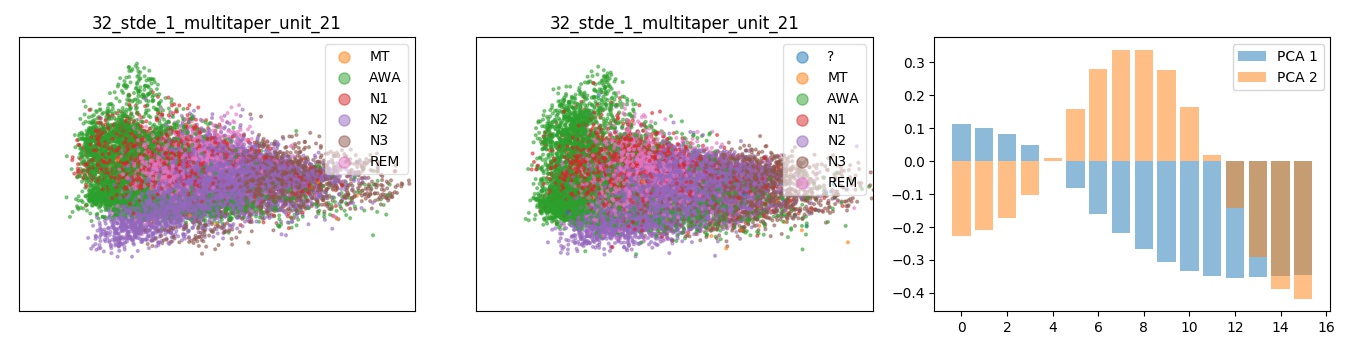 32_stde_1_multitaper_unit_21
MT
AWA
N1
N2
N3
REM
32_stde_1_multitaper_unit_21
?
MT
AWA
N1
N2
N3
REM
PCA 1
PCA 2
0.3
0.2
0.1
0.0
−0.1
−0.2
−0.3
−0.4
0 2 4 6 8 10 12 14 16